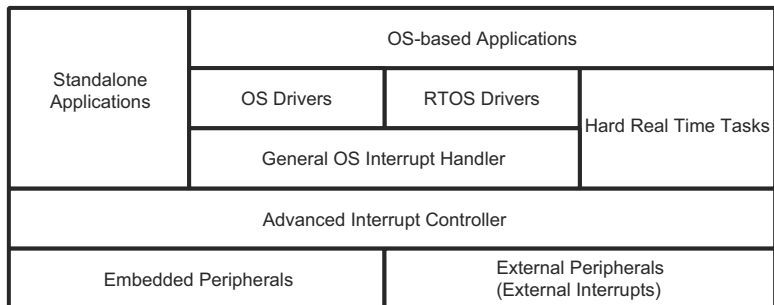 OS-based Applications
Standalone
Applications
OS Drivers
RTOS Drivers
Hard Real Time Tasks
General OS Interrupt Handler
Advanced Interrupt Controller
Embedded Peripherals
External Peripherals
(External Interrupts)